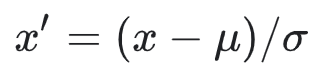 x′ = (x − μ)/σ